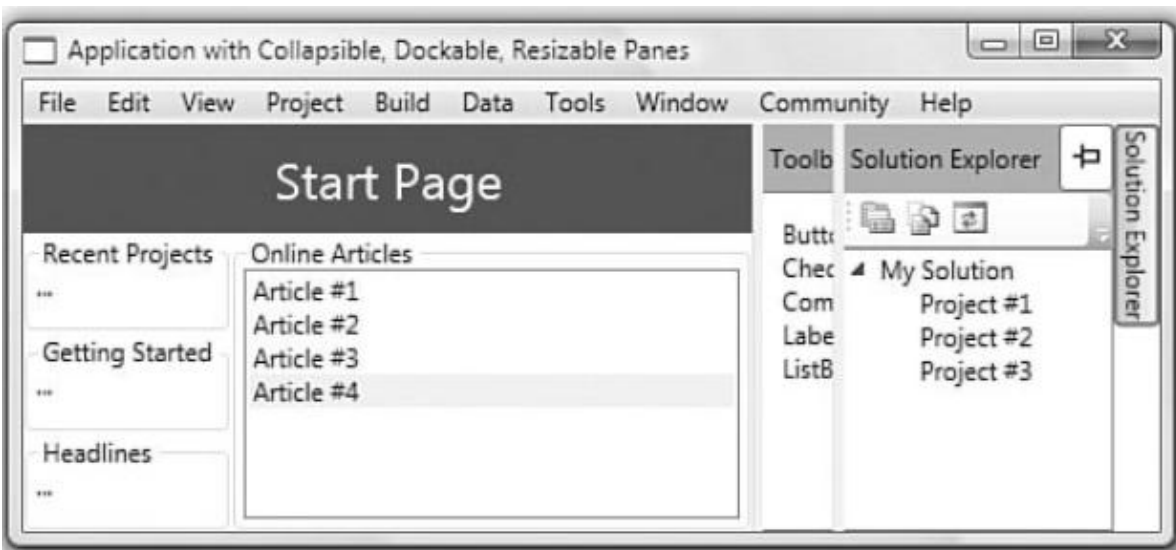 Application with Collapsible, Dockable, Resizable Panes
File Edit View Project Build Data Tools Window Community Help
Start Page
Recent Projects
...
Getting Started
...
Headlines
...
Online Articles
Article #1
Article #2
Article #3
Article #4
Toolb
Butto
Chec
Com
Labe
ListB
Solution Explorer
My Solution
Project #1
Project #2
Project #3
Solution Explorer